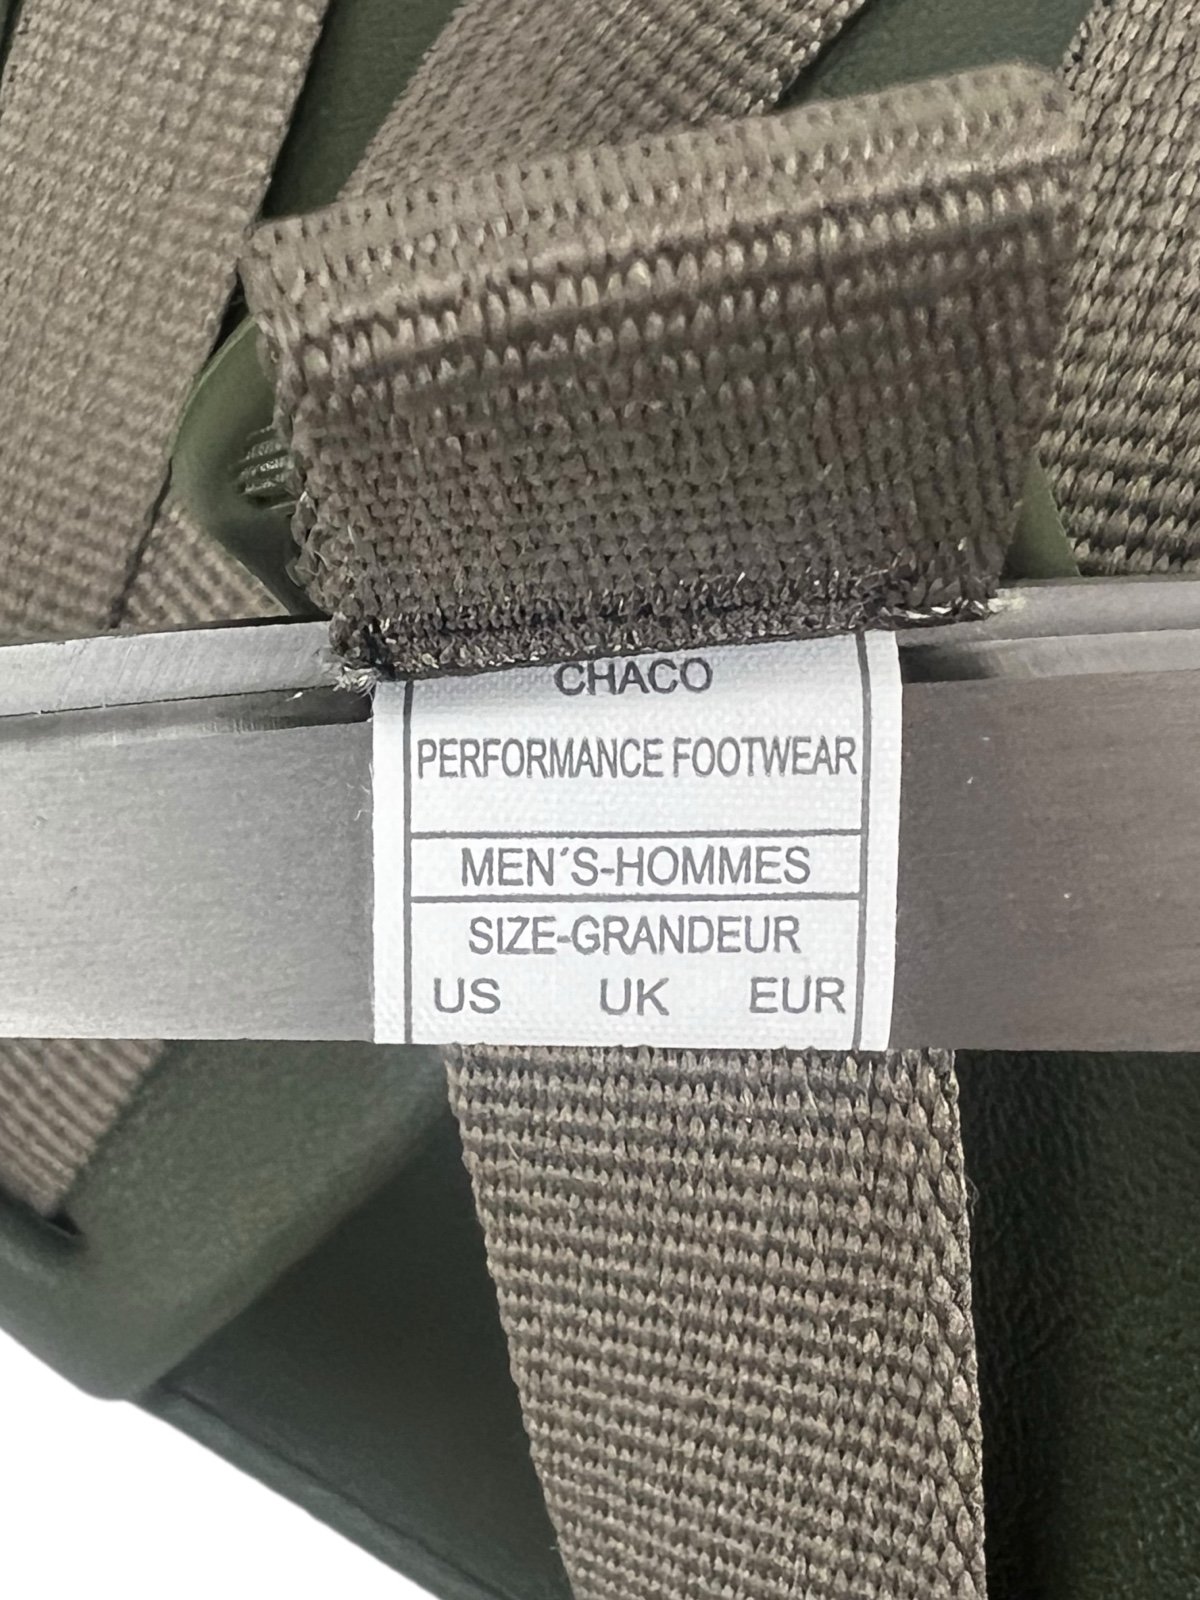 CHACO
PERFORMANCE FOOTWEAR
MEN´S-HOMMES
SIZE-GRANDEUR
US UK EUR